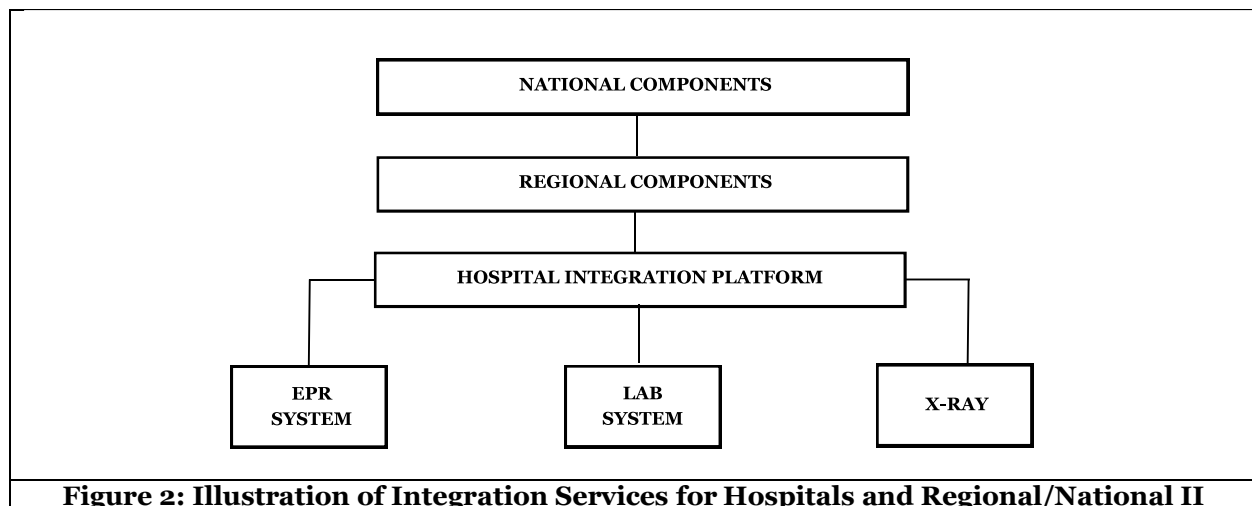 NATIONAL COMPONENTS
REGIONAL COMPONENTS
HOSPITAL INTEGRATION PLATFORM
EPR
SYSTEM
LAB
SYSTEM
X-RAY
Figure 2: Illustration of Integration Services for Hospitals and Regional/National II